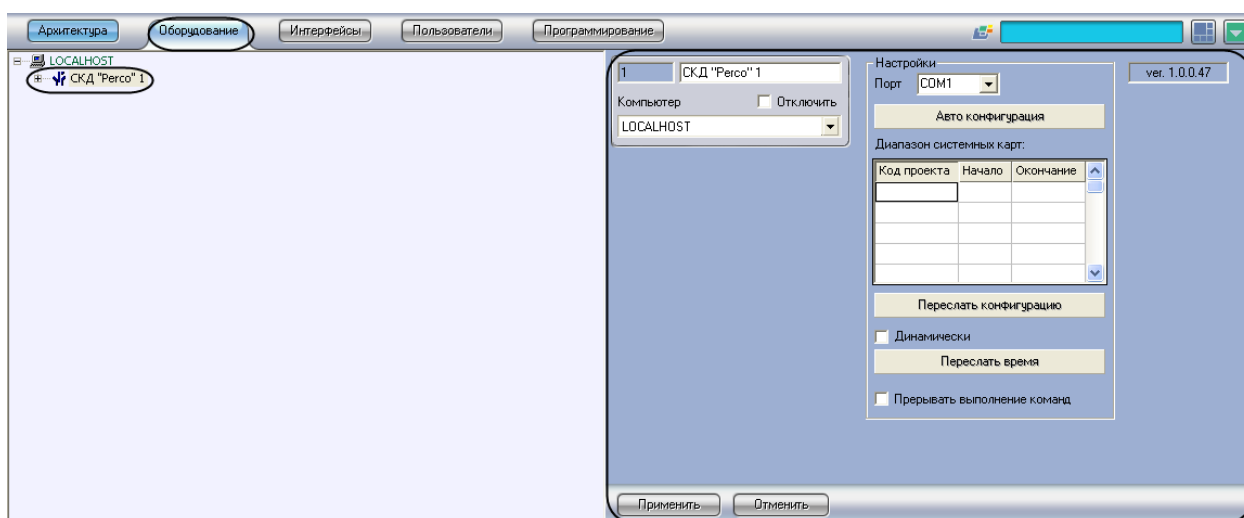 Архитектура Оборудование Интерфейсы Пользователи Программирование
LOCALHOST
СКД "Perco" 1
1 СКД "Perco" 1
Компьютер Отключить
LOCALHOST
Настройки
Порт COM1
Авто конфигурация
Диапазон системных карт:
Код проекта Начало Окончание
Переслать конфигурацию
Динамически
Переслать время
Прерывать выполнение команд
ver. 1.0.0.47
Применить Отменить